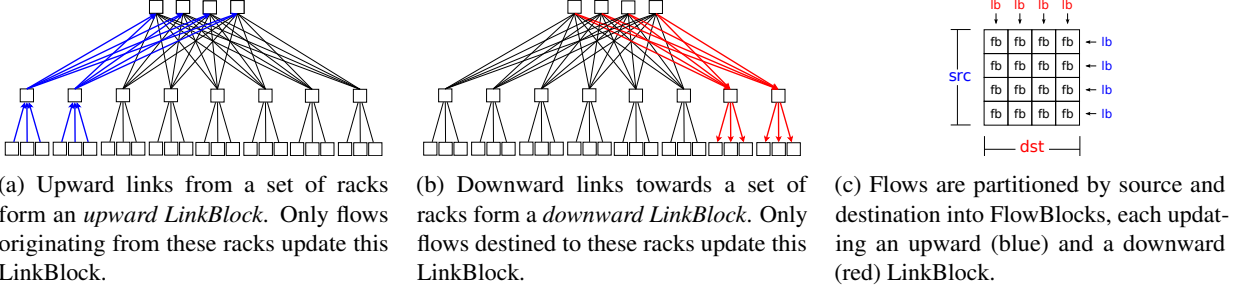 lb lb lb lb
fb fb fb fb lb
fb fb fb fb lb
src
fb fb fb fb lb
fb fb fb fb lb
dst
(a) Upward links from a set of racks
form an upward LinkBlock. Only flows
originating from these racks update this
LinkBlock.
(b) Downward links towards a set of
racks form a downward LinkBlock. Only
flows destined to these racks update this
LinkBlock.
(c) Flows are partitioned by source and
destination into FlowBlocks, each updat-
ing an upward (blue) and a downward
(red) LinkBlock.